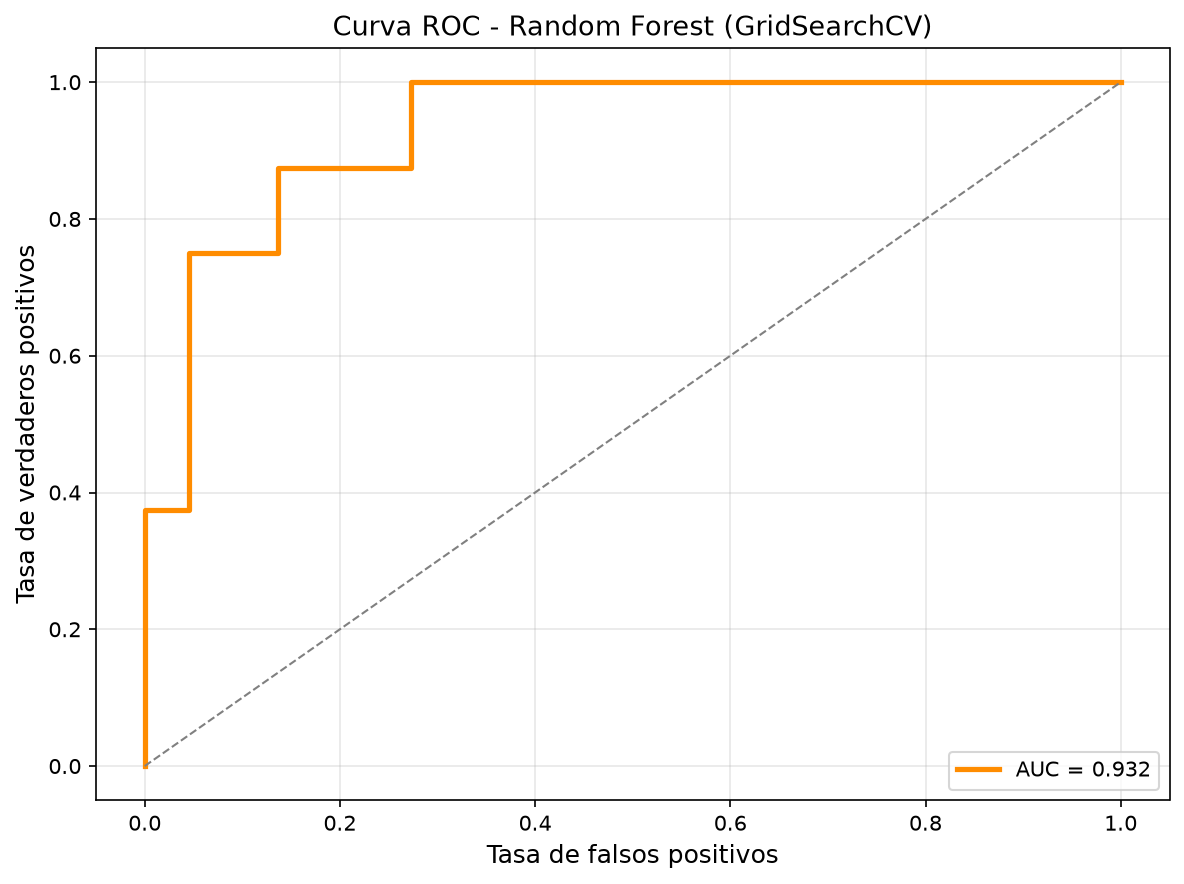 Curva ROC - Random Forest (GridSearchCV)
1.0
0.8
0.6
0.4
0.2
0.0
Tasa de verdaderos positivos
AUC = 0.932
0.0 0.2 0.4 0.6 0.8 1.0
Tasa de falsos positivos